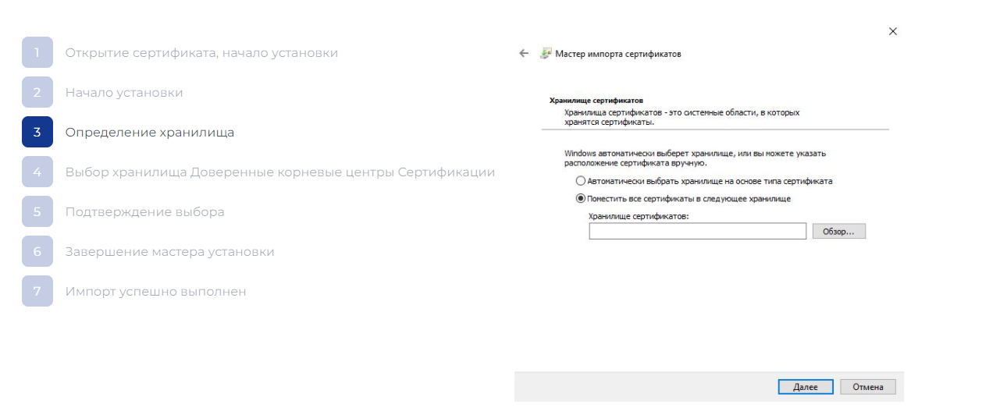 1 Открытие сертификата, начало установки
2 Начало установки
3 Определение хранилища
4 Выбор хранилища Доверенные корневые центры Сертификации
5 Подтверждение выбора
6 Завершение мастера установки
7 Импорт успешно выполнен
Мастер импорта сертификатов
Хранилище сертификатов
Хранилища сертификатов - это системные области, в которых
хранятся сертификаты.
Windows автоматически выберет хранилище, или вы можете указать
расположение сертификата вручную.
Автоматически выбрать хранилище на основе типа сертификата
Поместить все сертификаты в следующее хранилище
Хранилище сертификатов:
Обзор...
Далее Отмена